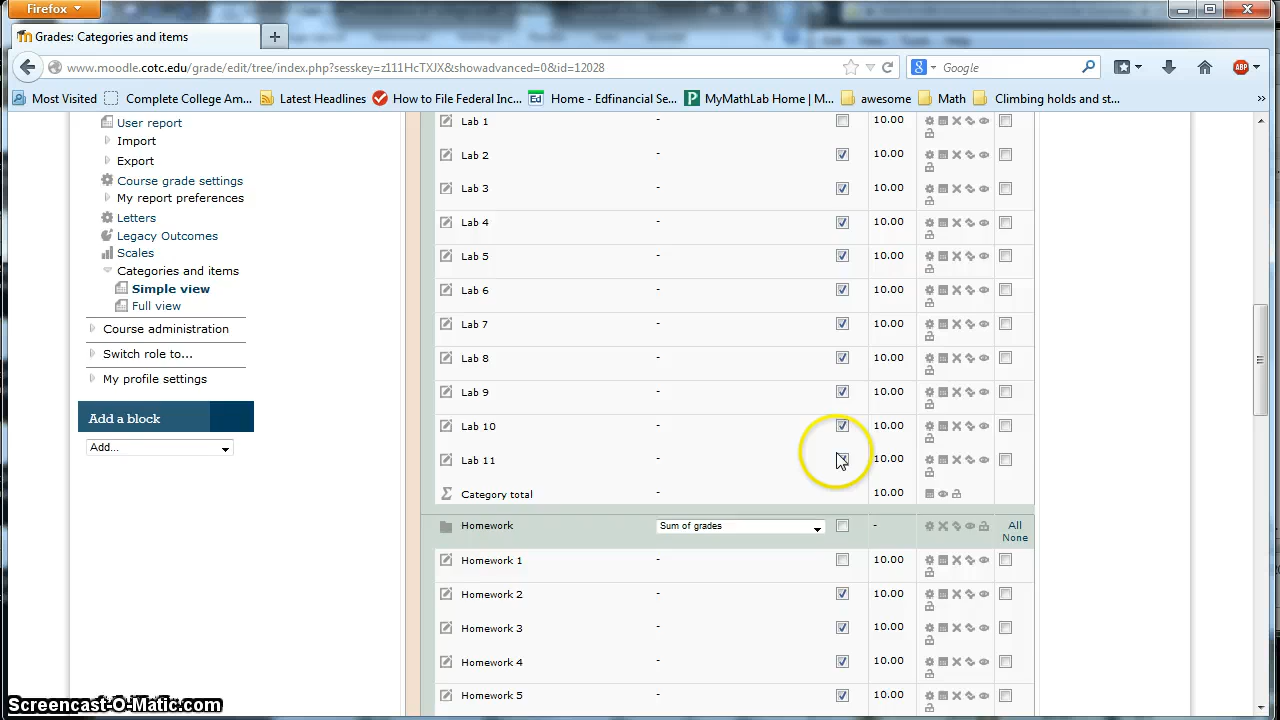 Firefox
Grades: Categories and items
www.moodle.cotc.edu/grade/edit/tree/index.php?sesskey=z111HcTXJX&showadvanced=0&id=12028
Google
ABP
Most Visited Complete College Am... Latest Headlines How to File Federal Inc... Ed Home - Edfinancial Se... P MyMathLab Home | M... awesome Math Climbing holds and st... »
User report
Import
Export
Course grade settings
My report preferences
Letters
Legacy Outcomes
Scales
Categories and items
Simple view
Full view
Course administration
Switch role to...
My profile settings
Add a block
Add...
Lab 1 - 10.00
Lab 2 - 10.00
Lab 3 - 10.00
Lab 4 - 10.00
Lab 5 - 10.00
Lab 6 - 10.00
Lab 7 - 10.00
Lab 8 - 10.00
Lab 9 - 10.00
Lab 10 - 10.00
Lab 11 - 10.00
Σ Category total - 10.00
Homework Sum of grades - All
None
Homework 1 - 10.00
Homework 2 - 10.00
Homework 3 - 10.00
Homework 4 - 10.00
Homework 5 - 10.00
Screencast-O-Matic.com